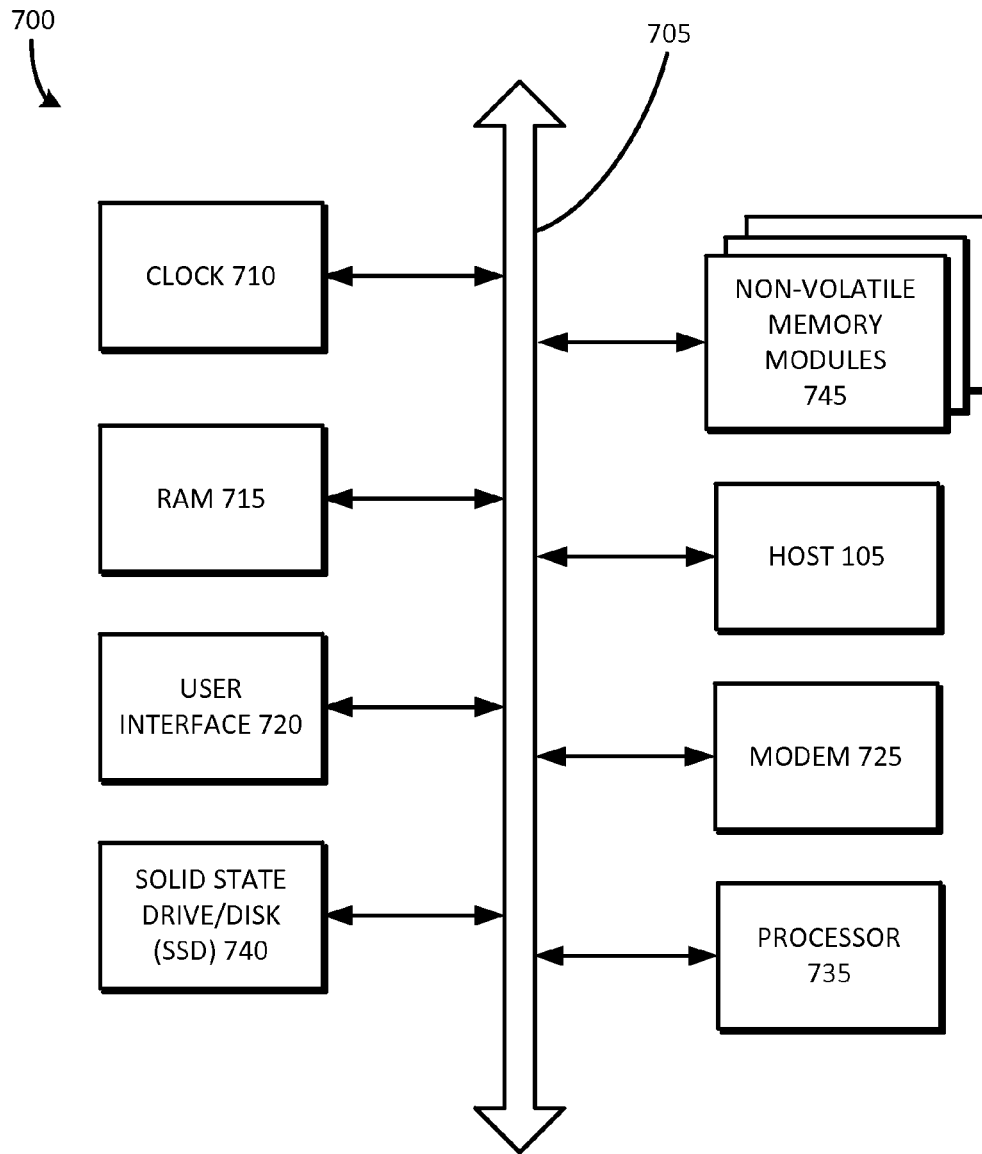 700
705
CLOCK 710
RAM 715
USER
INTERFACE 720
SOLID STATE
DRIVE/DISK
(SSD) 740
NON-VOLATILE
MEMORY
MODULES
745
HOST 105
MODEM 725
PROCESSOR
735